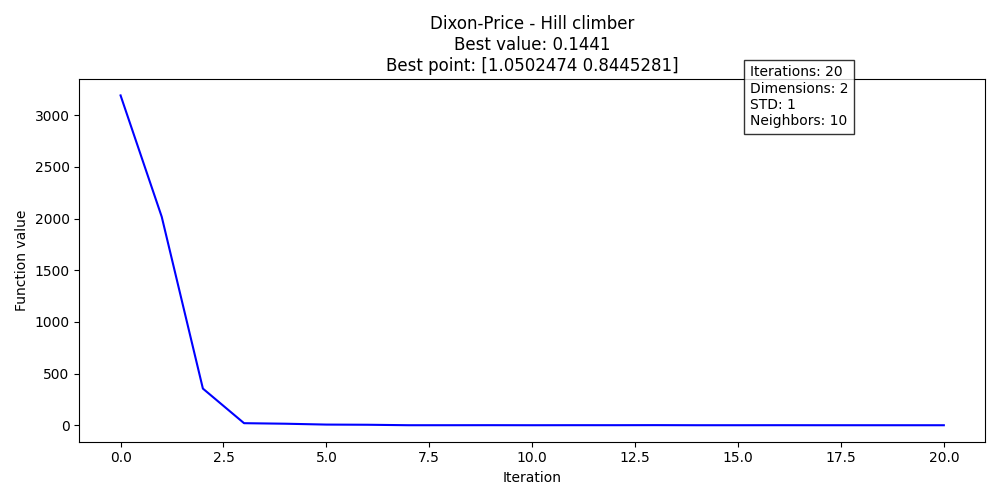 Dixon-Price - Hill climber
Best value: 0.1441
Best point: [1.0502474 0.8445281]
Iterations: 20
Dimensions: 2
STD: 1
Neighbors: 10
3000
2500
2000
1500
1000
500
0
Function value
0.0 2.5 5.0 7.5 10.0 12.5 15.0 17.5 20.0
Iteration